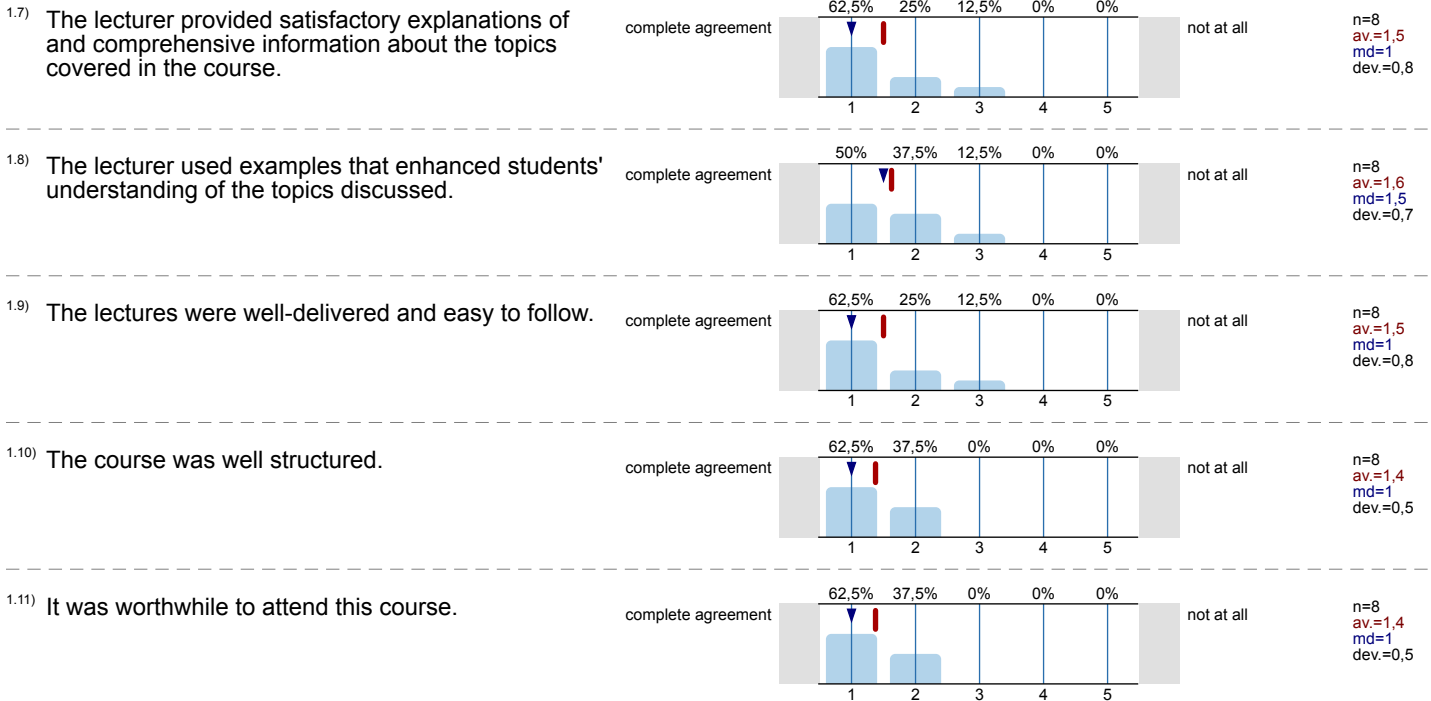 1.7) The lecturer provided satisfactory explanations of
and comprehensive information about the topics
covered in the course.
complete agreement
62,5% 25% 12,5% 0% 0%
1 2 3 4 5
not at all
n=8
av.=1,5
md=1
dev.=0,8
1.8) The lecturer used examples that enhanced students'
understanding of the topics discussed.
complete agreement
50% 37,5% 12,5% 0% 0%
1 2 3 4 5
not at all
n=8
av.=1,6
md=1,5
dev.=0,7
1.9) The lectures were well-delivered and easy to follow.
complete agreement
62,5% 25% 12,5% 0% 0%
1 2 3 4 5
not at all
n=8
av.=1,5
md=1
dev.=0,8
1.10) The course was well structured.
complete agreement
62,5% 37,5% 0% 0% 0%
1 2 3 4 5
not at all
n=8
av.=1,4
md=1
dev.=0,5
1.11) It was worthwhile to attend this course.
complete agreement
62,5% 37,5% 0% 0% 0%
1 2 3 4 5
not at all
n=8
av.=1,4
md=1
dev.=0,5